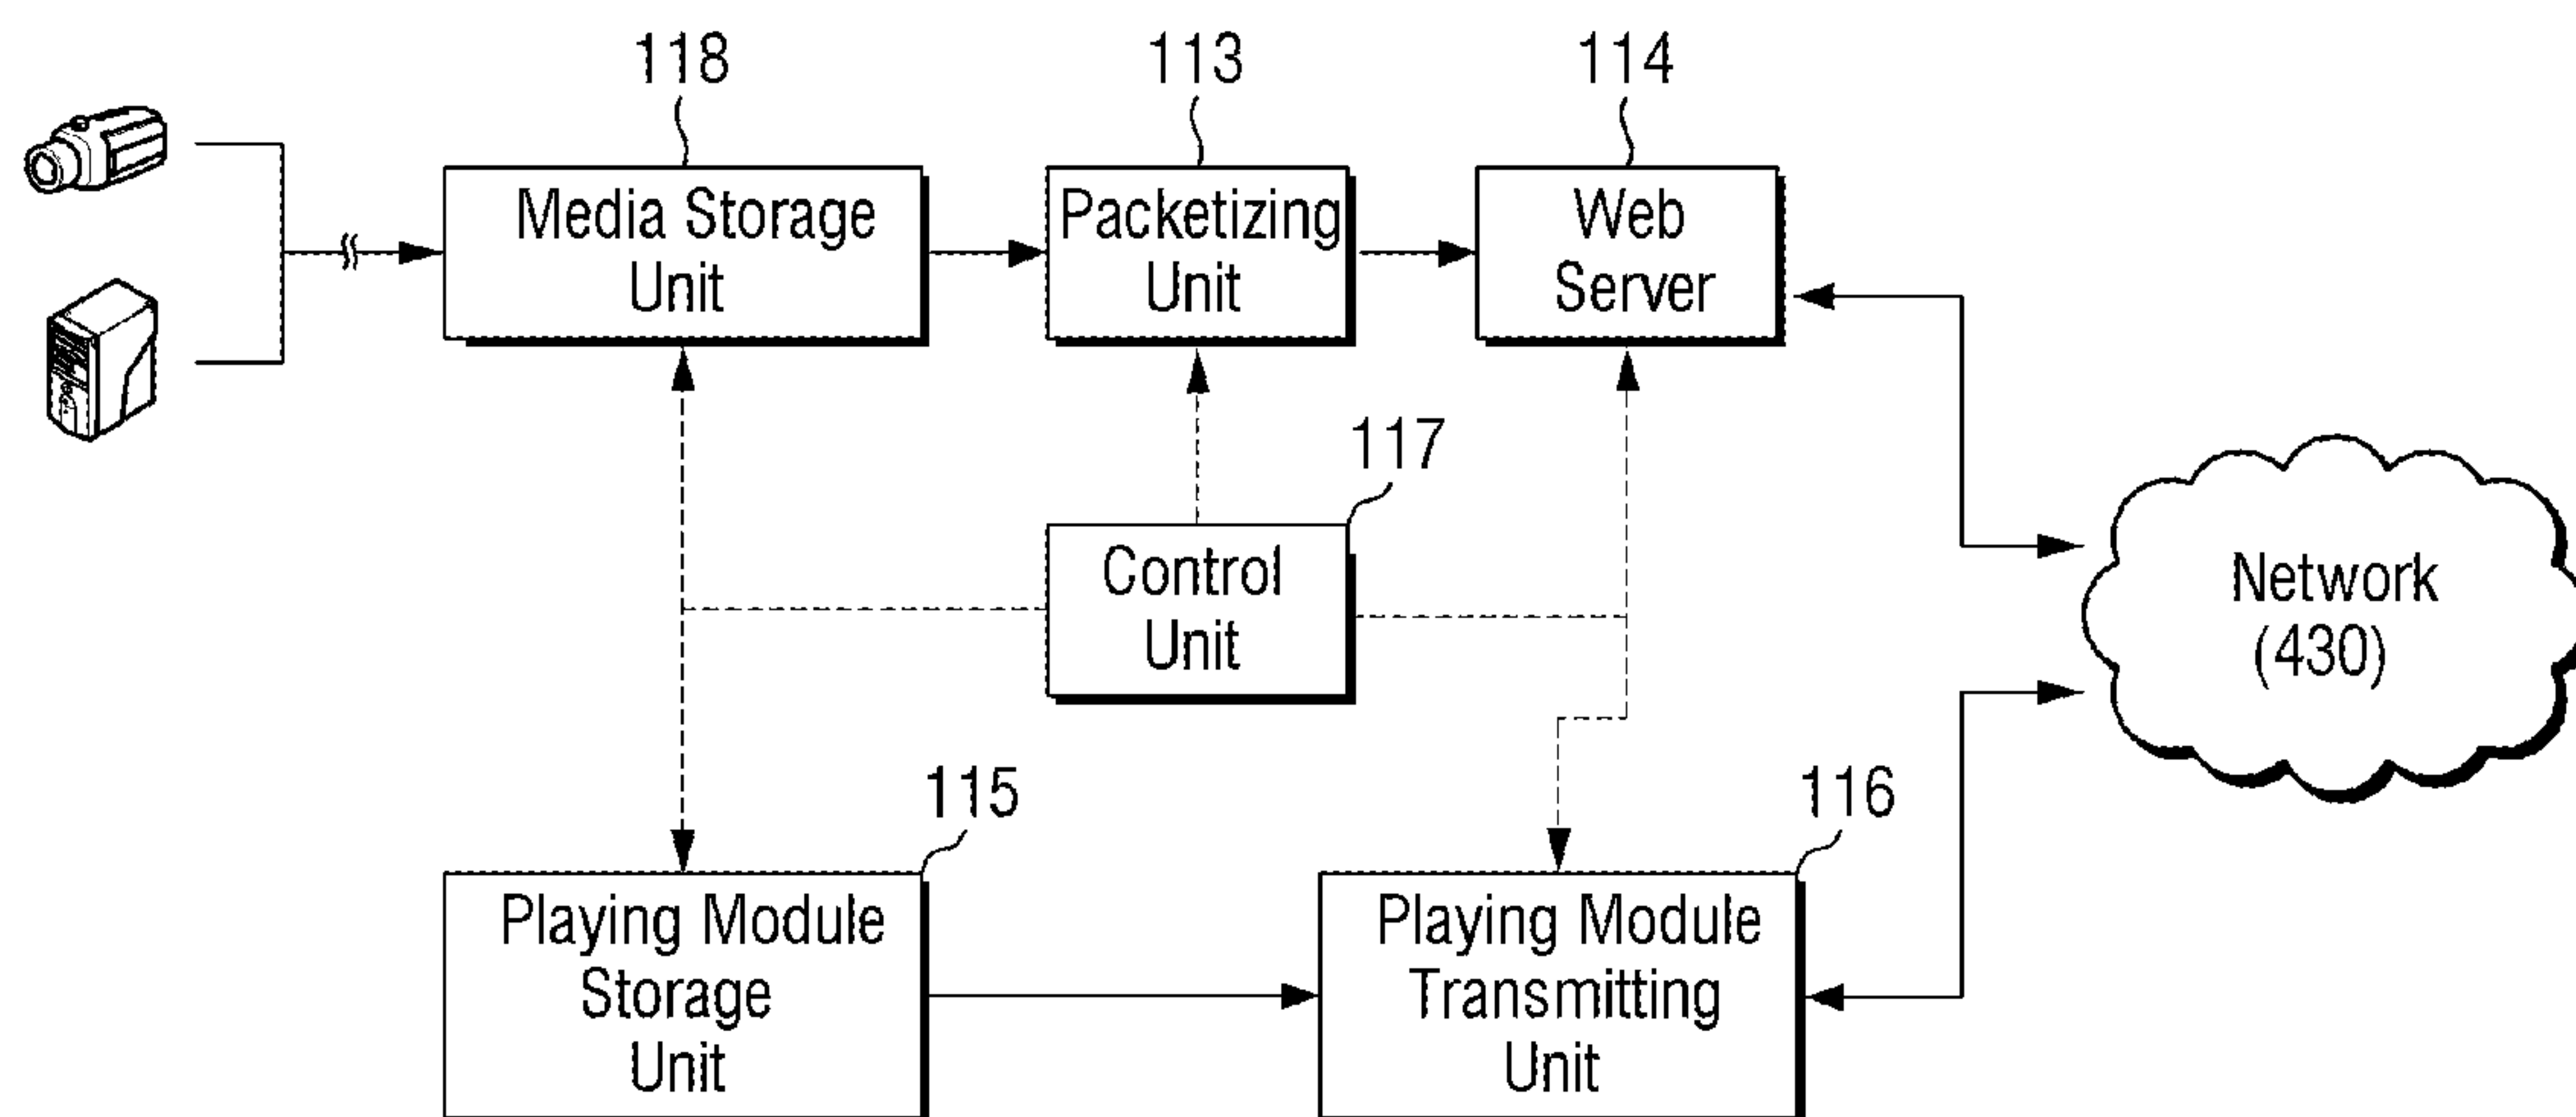 118
113
114
Media Storage
Unit
Packetizing
Unit
Web
Server
117
Control
Unit
Network
(430)
115
116
Playing Module
Storage
Unit
Playing Module
Transmitting
Unit